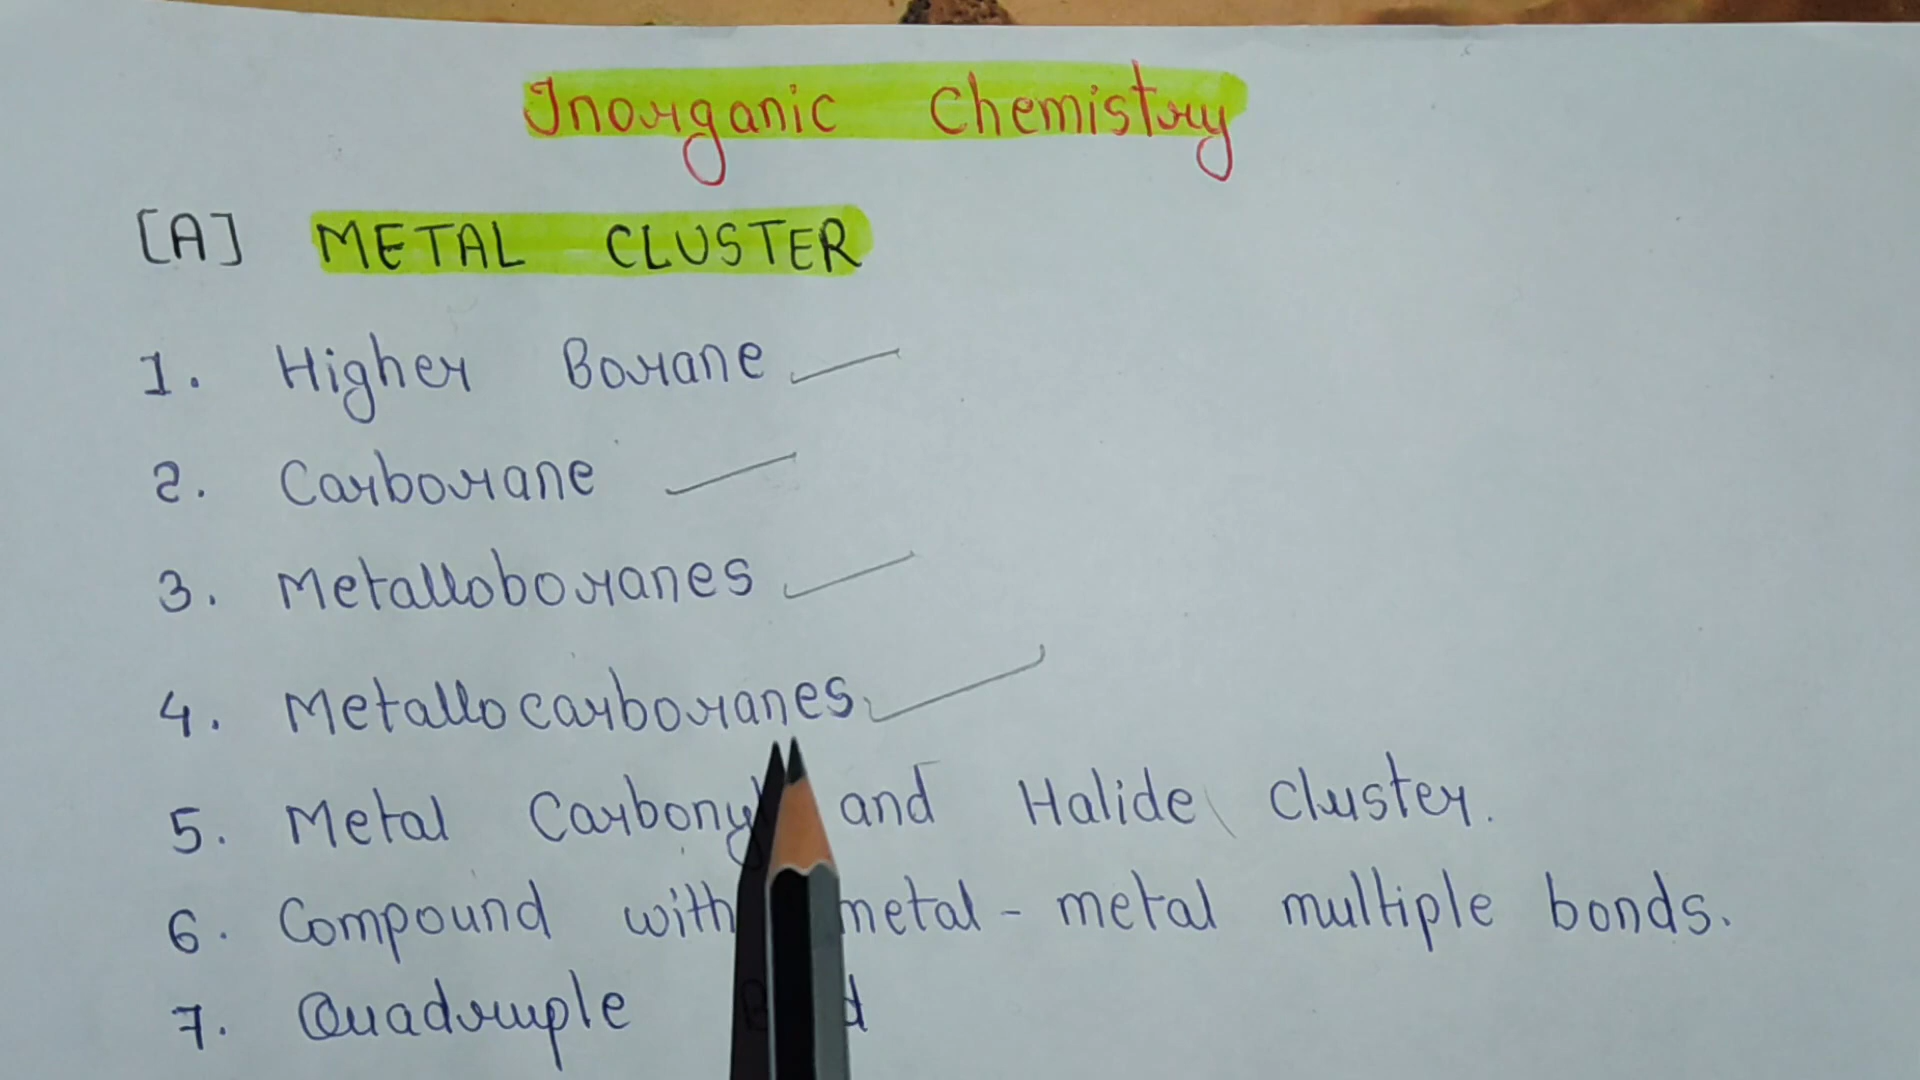 Inorganic Chemistry
[A] METAL CLUSTER
1. Higher Borane
2. Carborane
3. Metalloboranes
4. Metallocarboranes
5. Metal Carbonyl and Halide cluster.
6. Compound with metal - metal multiple bonds.
7. Quadruple